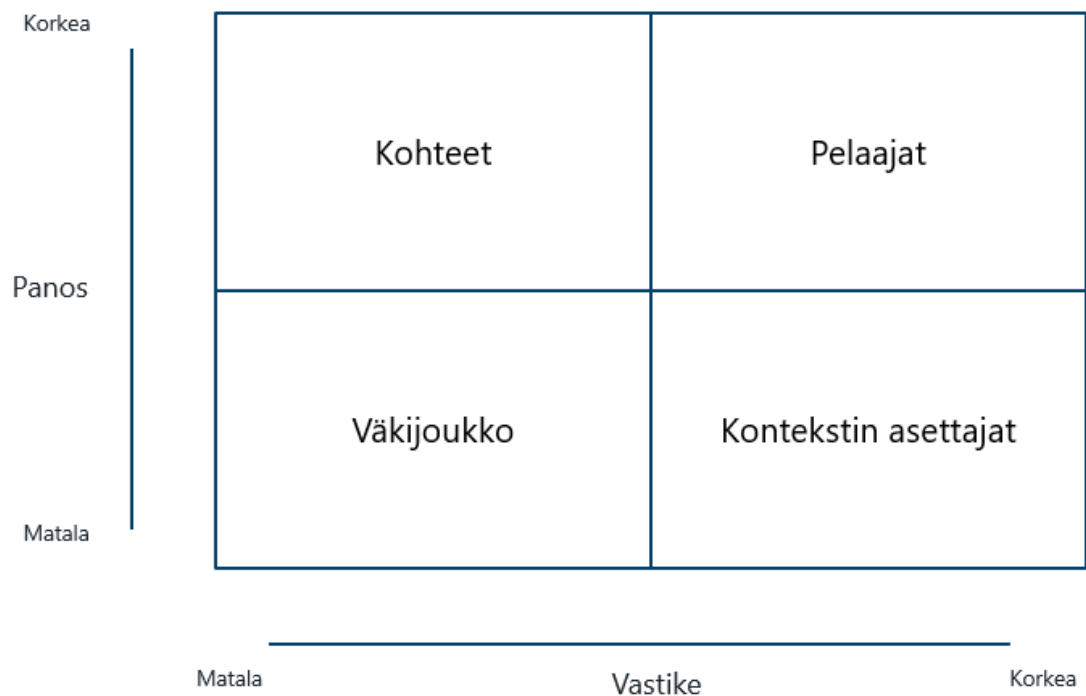 Korkea
Kohteet
Pelaajat
Panos
Väkijoukko
Kontekstin asettajat
Matala
Matala
Vastike
Korkea